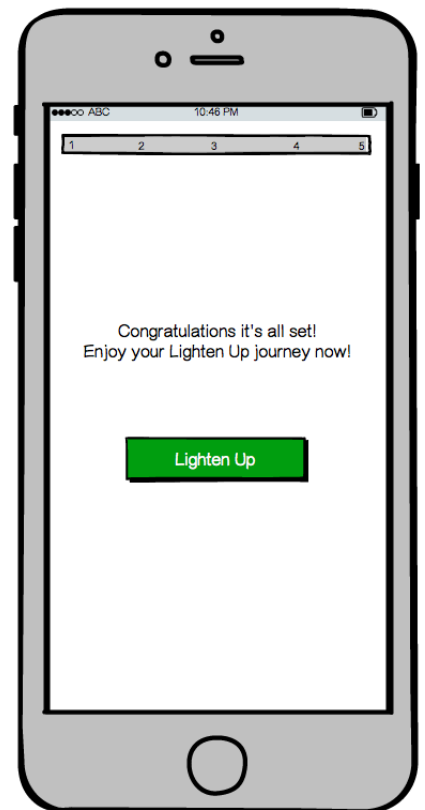 ABC 10:46 PM
1 2 3 4 5
Congratulations it's all set!
Enjoy your Lighten Up journey now!
Lighten Up